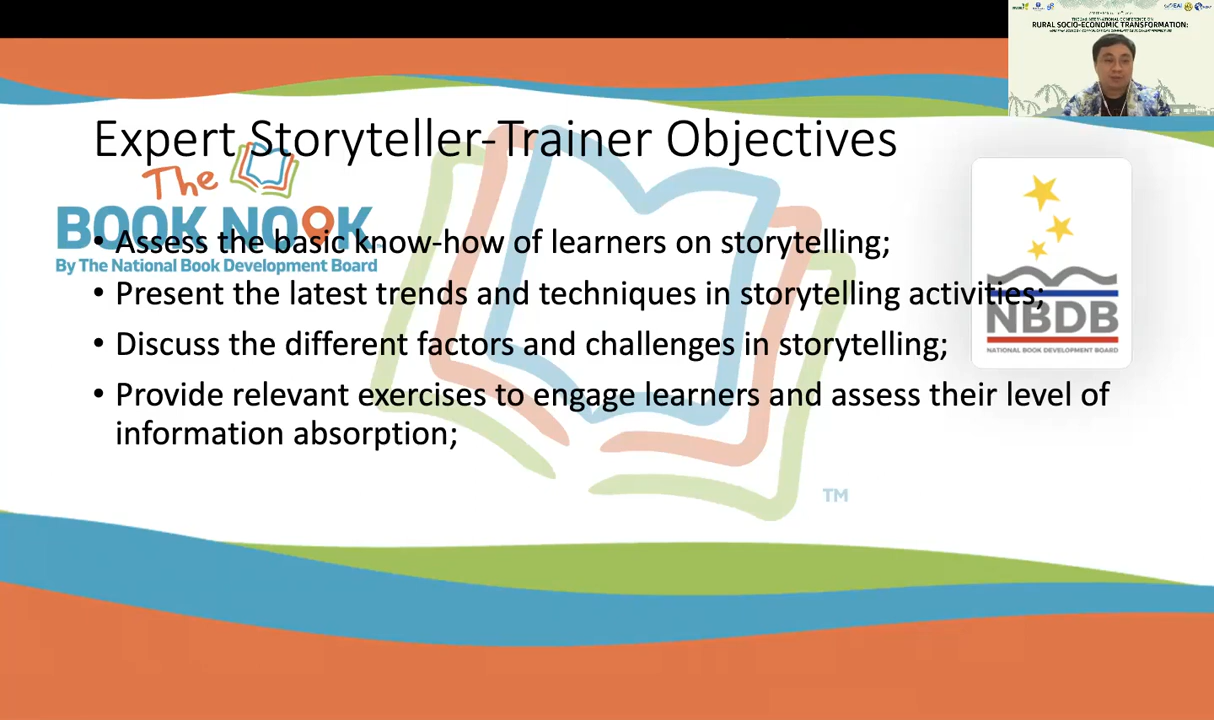 RURAL SOCIO-ECONOMIC TRANSFORMATION:
Expert Storyteller-Trainer Objectives
The
BOOK NOOK
By The National Book Development Board
• Assess the basic know-how of learners on storytelling;
• Present the latest trends and techniques in storytelling activities;
• Discuss the different factors and challenges in storytelling;
• Provide relevant exercises to engage learners and assess their level of
information absorption;
NBDB
NATIONAL BOOK DEVELOPMENT BOARD
TM